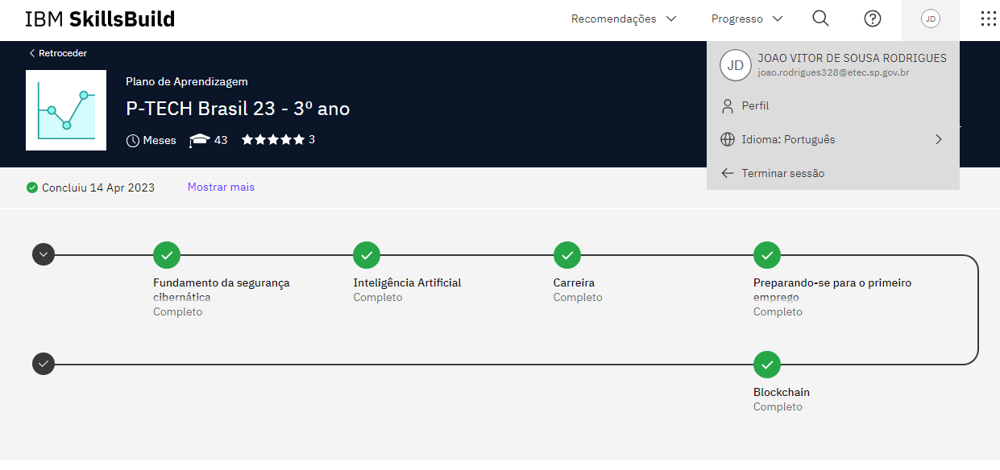 IBM SkillsBuild
Recomendações
Progresso
JD
Retroceder
Plano de Aprendizagem
P-TECH Brasil 23 - 3º ano
Meses
43
3
JD
JOAO VITOR DE SOUSA RODRIGUES
joao.rodrigues328@etec.sp.gov.br
Perfil
Idioma: Português
Terminar sessão
Concluiu 14 Apr 2023
Mostrar mais
Fundamento da segurança
cibernática
Completo
Inteligência Artificial
Completo
Carreira
Completo
Preparando-se para o primeiro
emprego
Completo
Blockchain
Completo